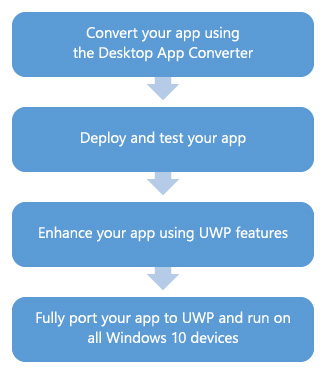 Convert your app using
the Desktop App Converter
Deploy and test your app
Enhance your app using UWP features
Fully port your app to UWP and run on
all Windows 10 devices